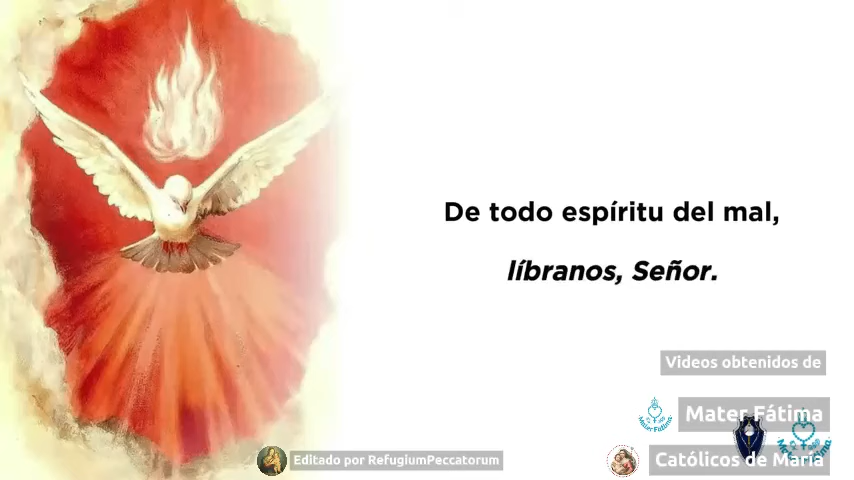 De todo espíritu del mal,
líbranos, Señor.
Videos obtenidos de
Mater Fátima
Católicos de María
Editado por RefugiumPeccatorum